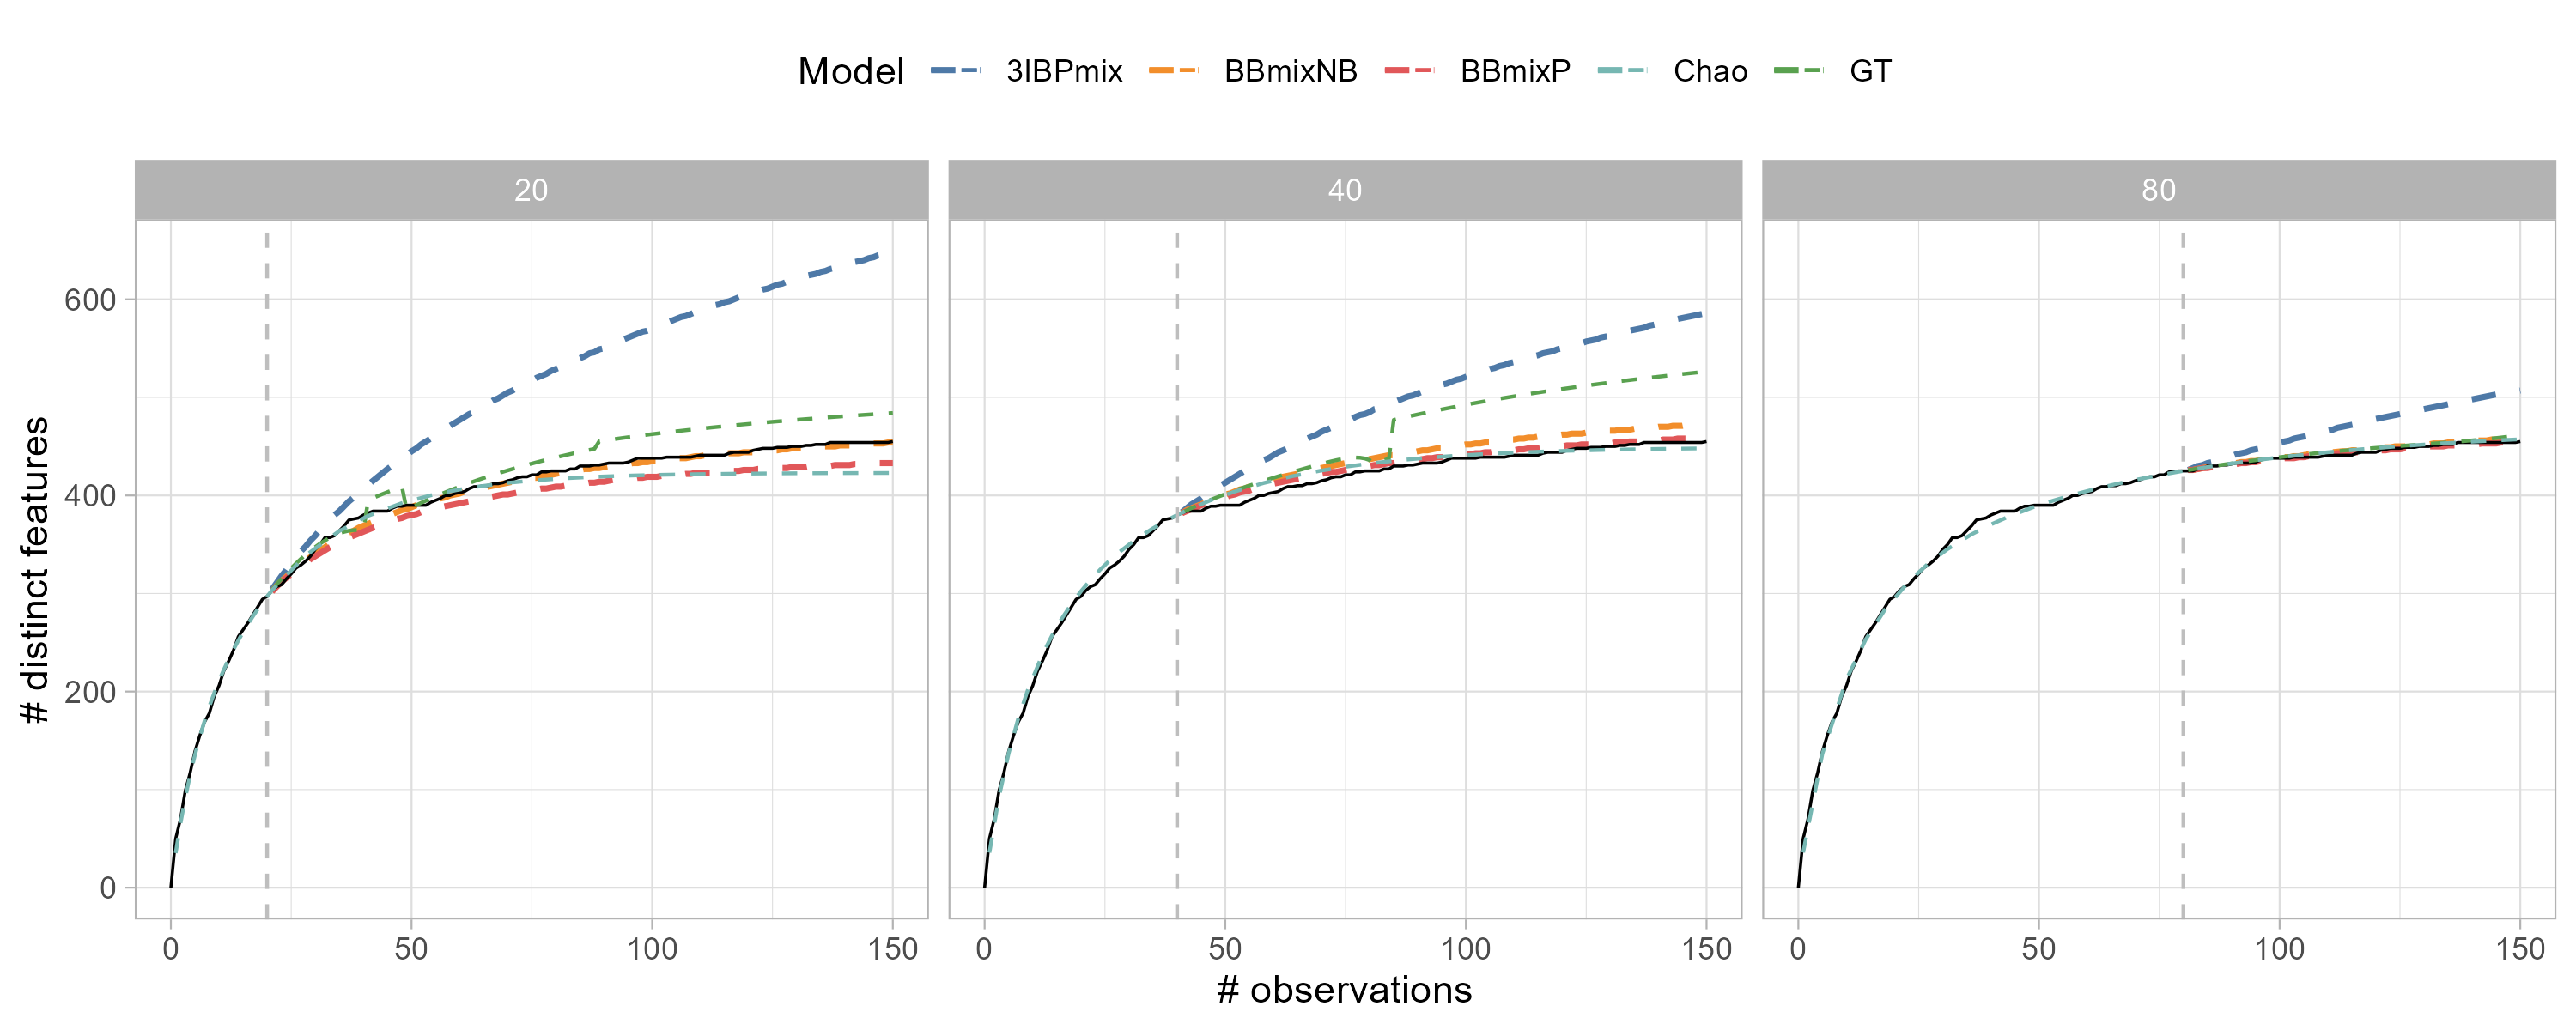 Model 3IBPmix BBmixNB BBmixP Chao GT
20 40 80
# distinct features
600
400
200
0
0 50 100 150 0 50 100 150 0 50 100 150
# observations